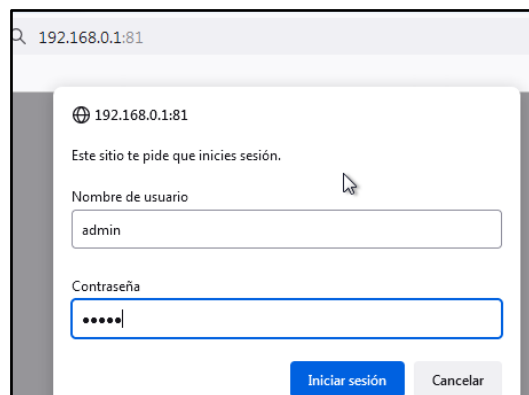 192.168.0.1:81
192.168.0.1:81
Este sitio te pide que inicies sesión.
Nombre de usuario
admin
Contraseña
•••••
Iniciar sesión Cancelar